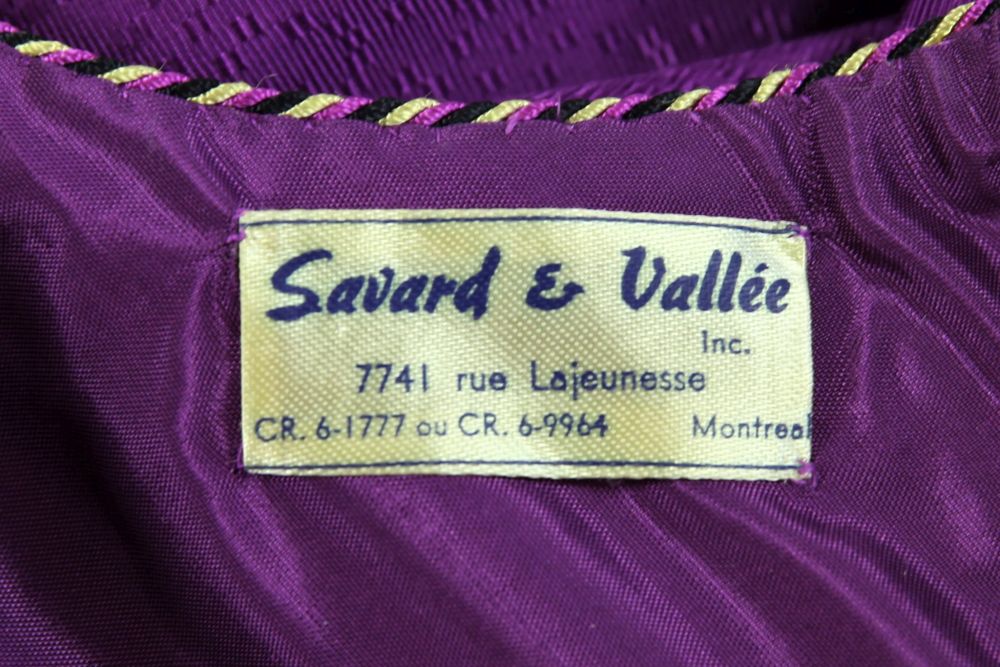 Savard & Vallée
Inc.
7741 rue Lajeunesse
CR. 6-1777 ou CR. 6-9964 Montreal